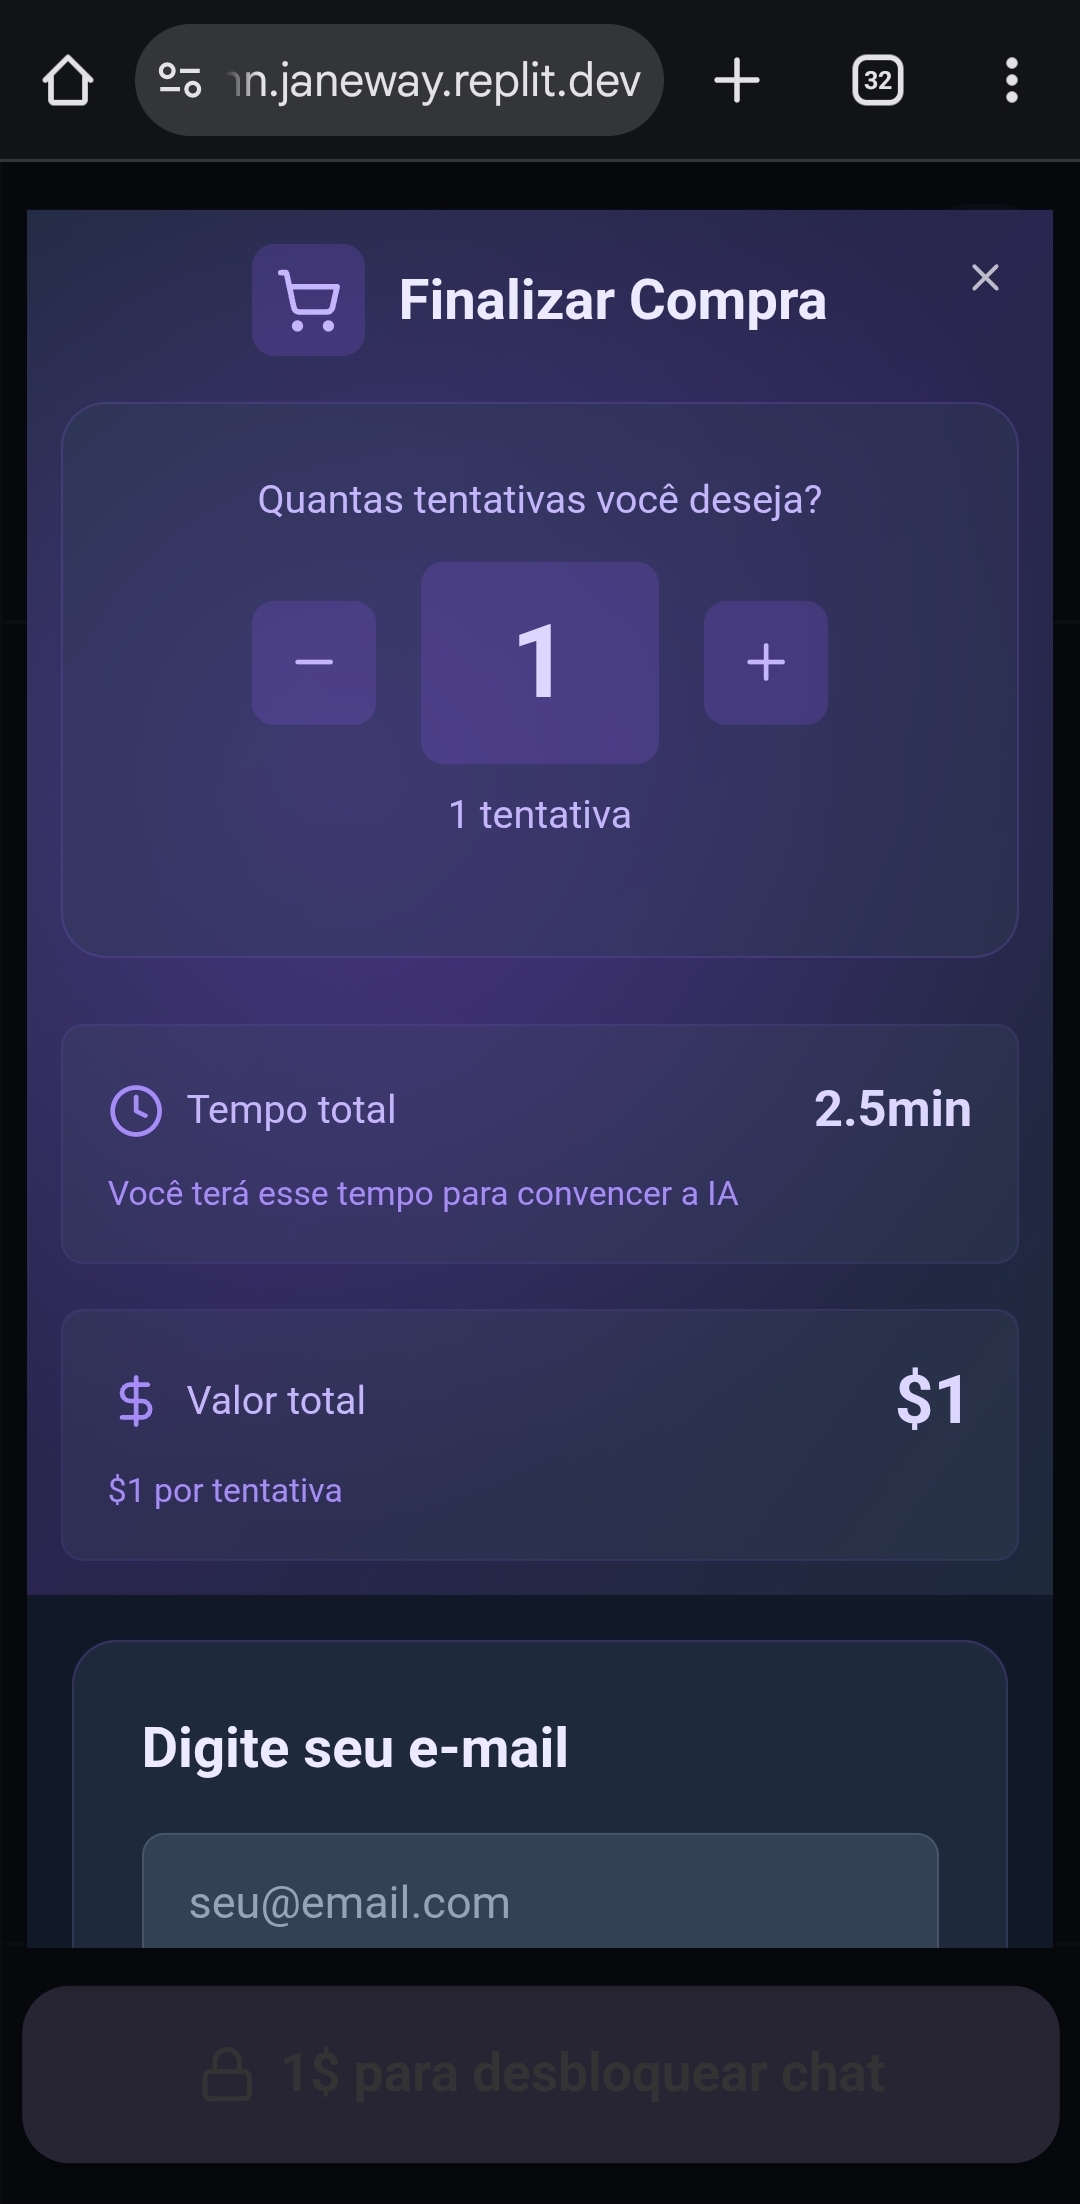 n.janeway.replit.dev
32
Finalizar Compra
Quantas tentativas você deseja?
1
1 tentativa
Tempo total
2.5min
Você terá esse tempo para convencer a IA
Valor total
$1
$1 por tentativa
Digite seu e-mail
seu@email.com
1$ para desbloquear chat